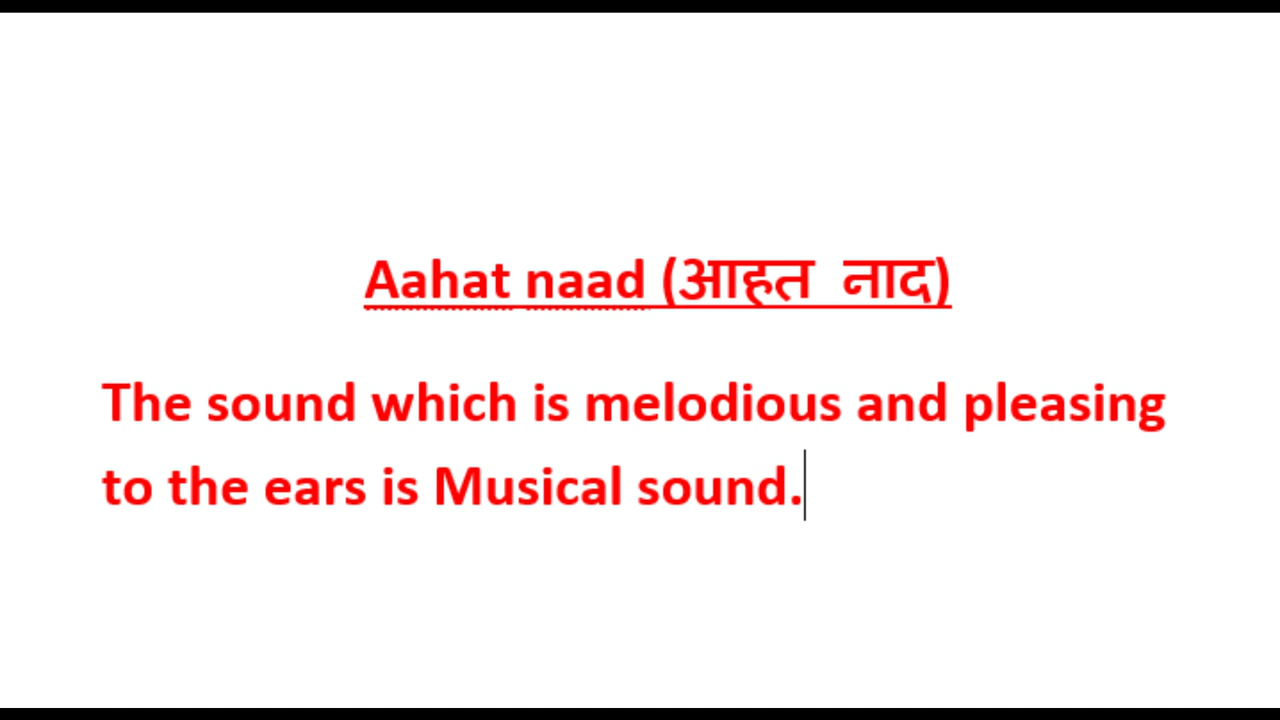 Aahat naad (आहत नाद)
The sound which is melodious and pleasing
to the ears is Musical sound.